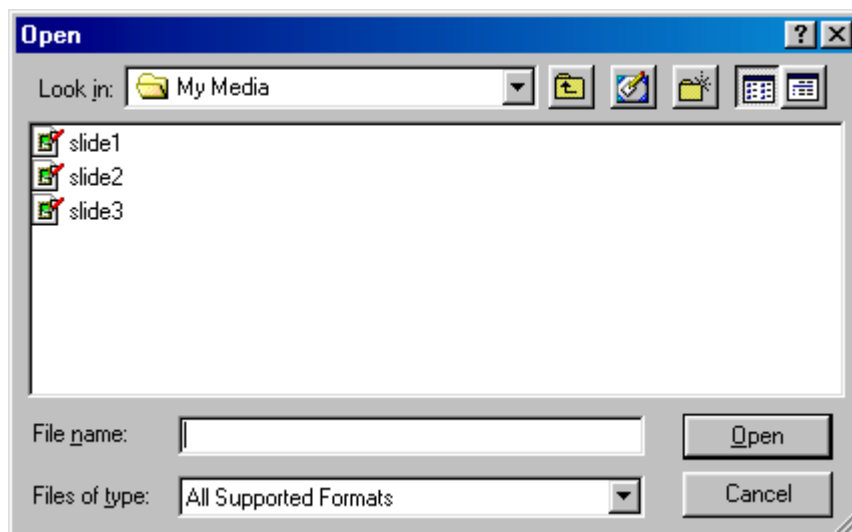 Open
Look in: My Media
slide1
slide2
slide3
File name:
Open
Files of type: All Supported Formats
Cancel